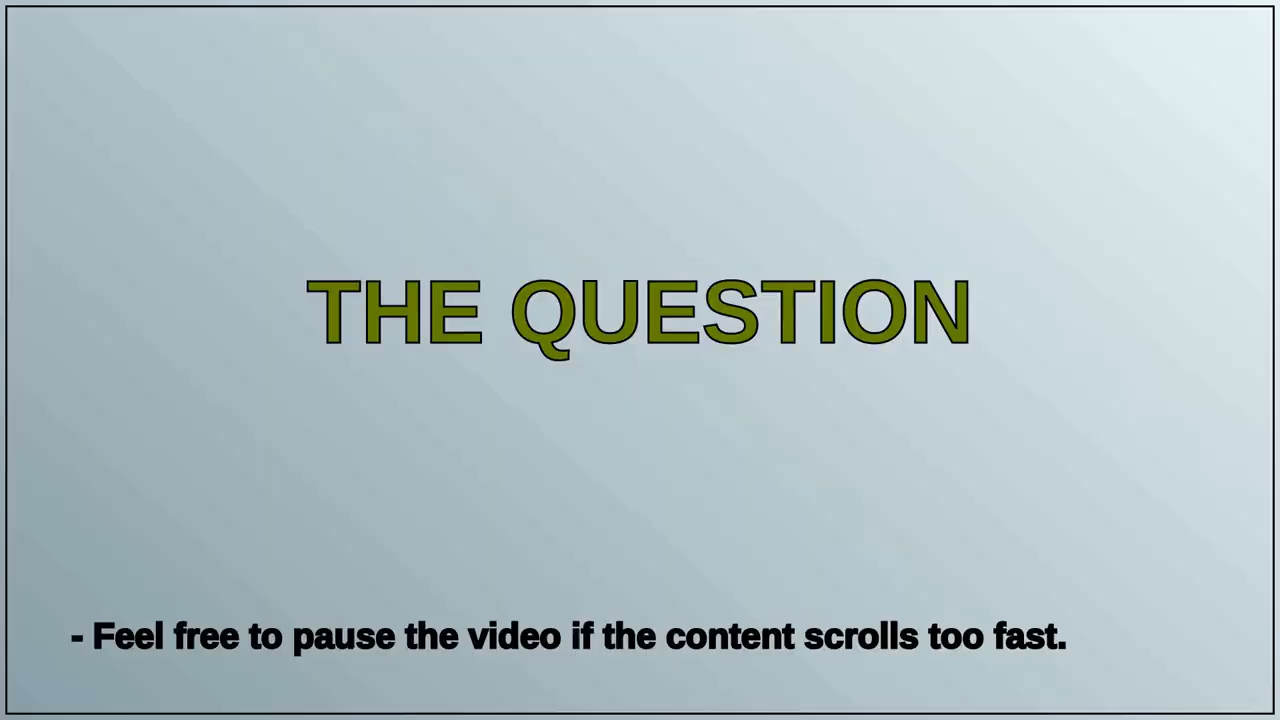 THE QUESTION
- Feel free to pause the video if the content scrolls too fast.